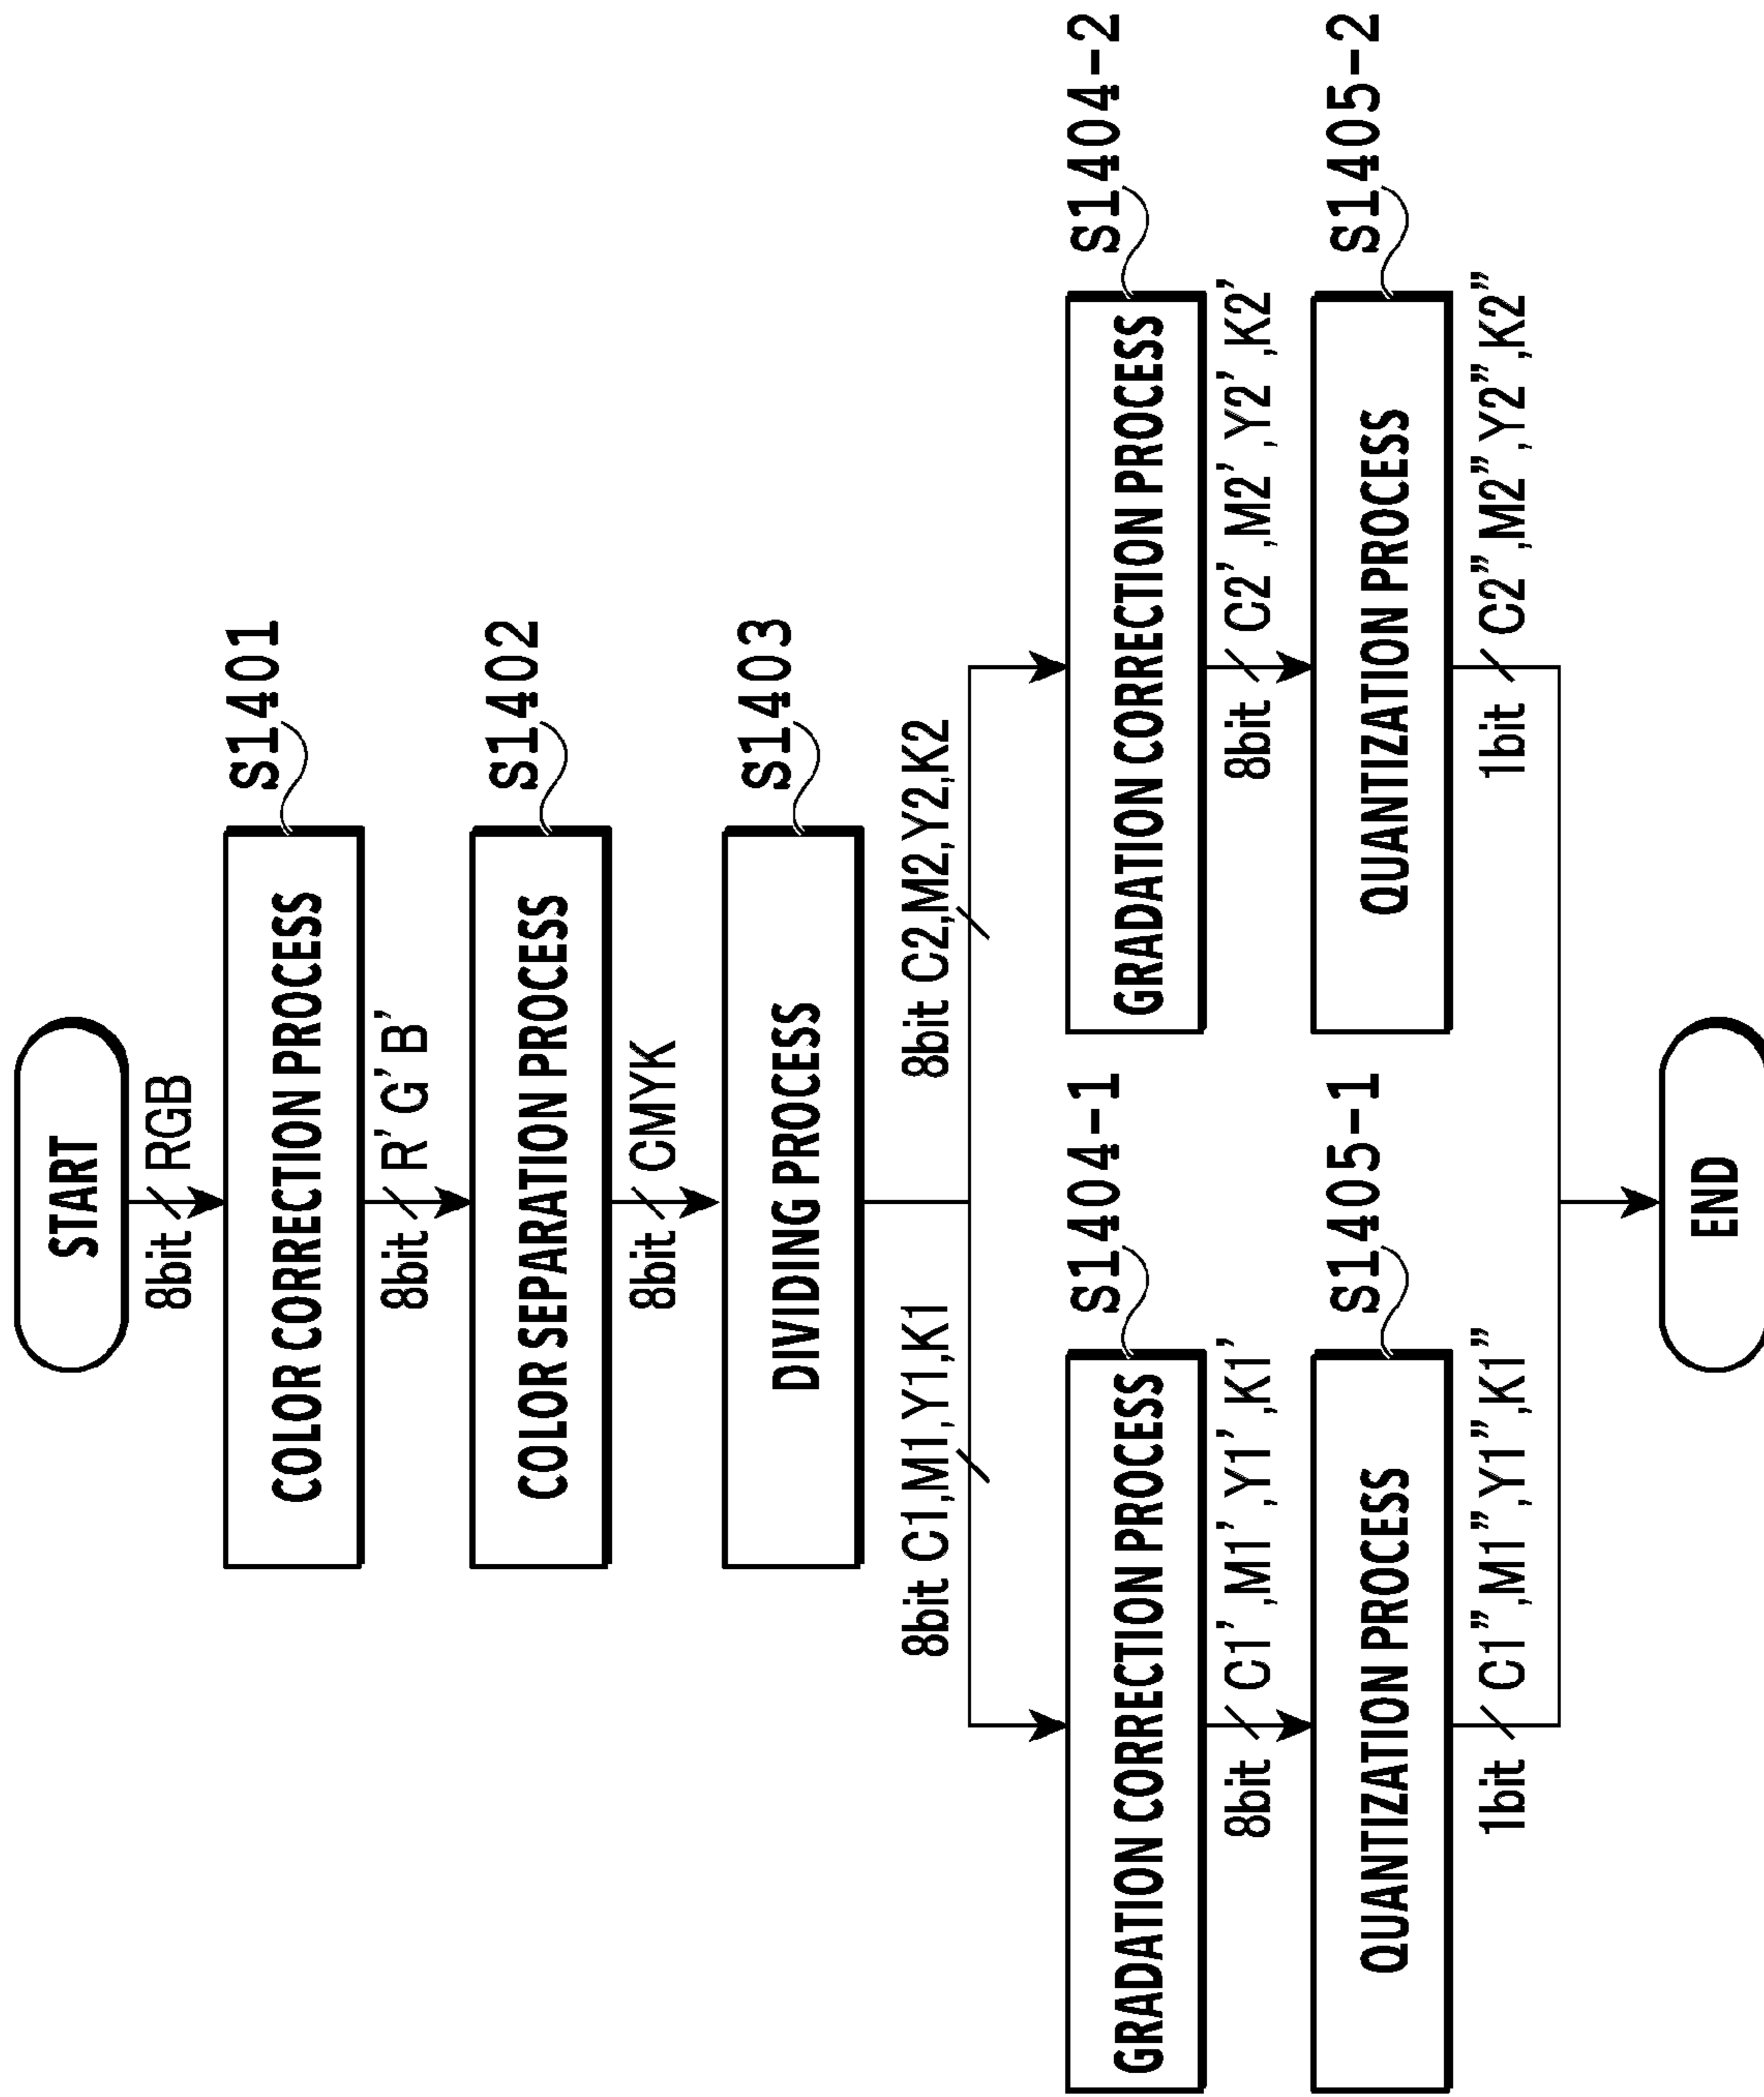 START
8bit RGB
COLOR CORRECTION PROCESS
S1401
8bit R' G' B'
COLOR SEPARATION PROCESS
S1402
8bit CMYK
DIVIDING PROCESS
S1403
8bit C1,M1,Y1,K1
8bit C2,M2,Y2,K2
GRADATION CORRECTION PROCESS
S1404-1
GRADATION CORRECTION PROCESS
S1404-2
8bit C1' ,M1' ,Y1' ,K1'
8bit C2' ,M2' ,Y2' ,K2'
QUANTIZATION PROCESS
S1405-1
QUANTIZATION PROCESS
S1405-2
1bit C1",M1",Y1",K1"
1bit C2",M2",Y2",K2"
END